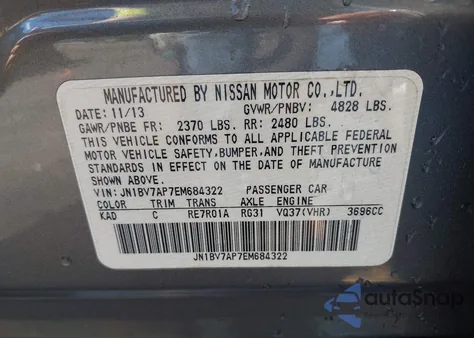 MANUFACTURED BY NISSAN MOTOR CO.,LTD.
DATE: 11/13 GVWR/PNBV: 4828 LBS.
GAWR/PNBE FR: 2370 LBS. RR: 2480 LBS.
THIS VEHICLE CONFORMS TO ALL APPLICABLE FEDERAL
MOTOR VEHICLE SAFETY, BUMPER, AND THEFT PREVENTION
STANDARDS IN EFFECT ON THE DATE OF MANUFACTURE
SHOWN ABOVE.
VIN: JN1BV7AP7EM684322 PASSENGER CAR
COLOR TRIM TRANS AXLE ENGINE
KAD C RE7R01A RG31 VQ37(VHR) 3696CC
JN1BV7AP7EM684322
autoSnap